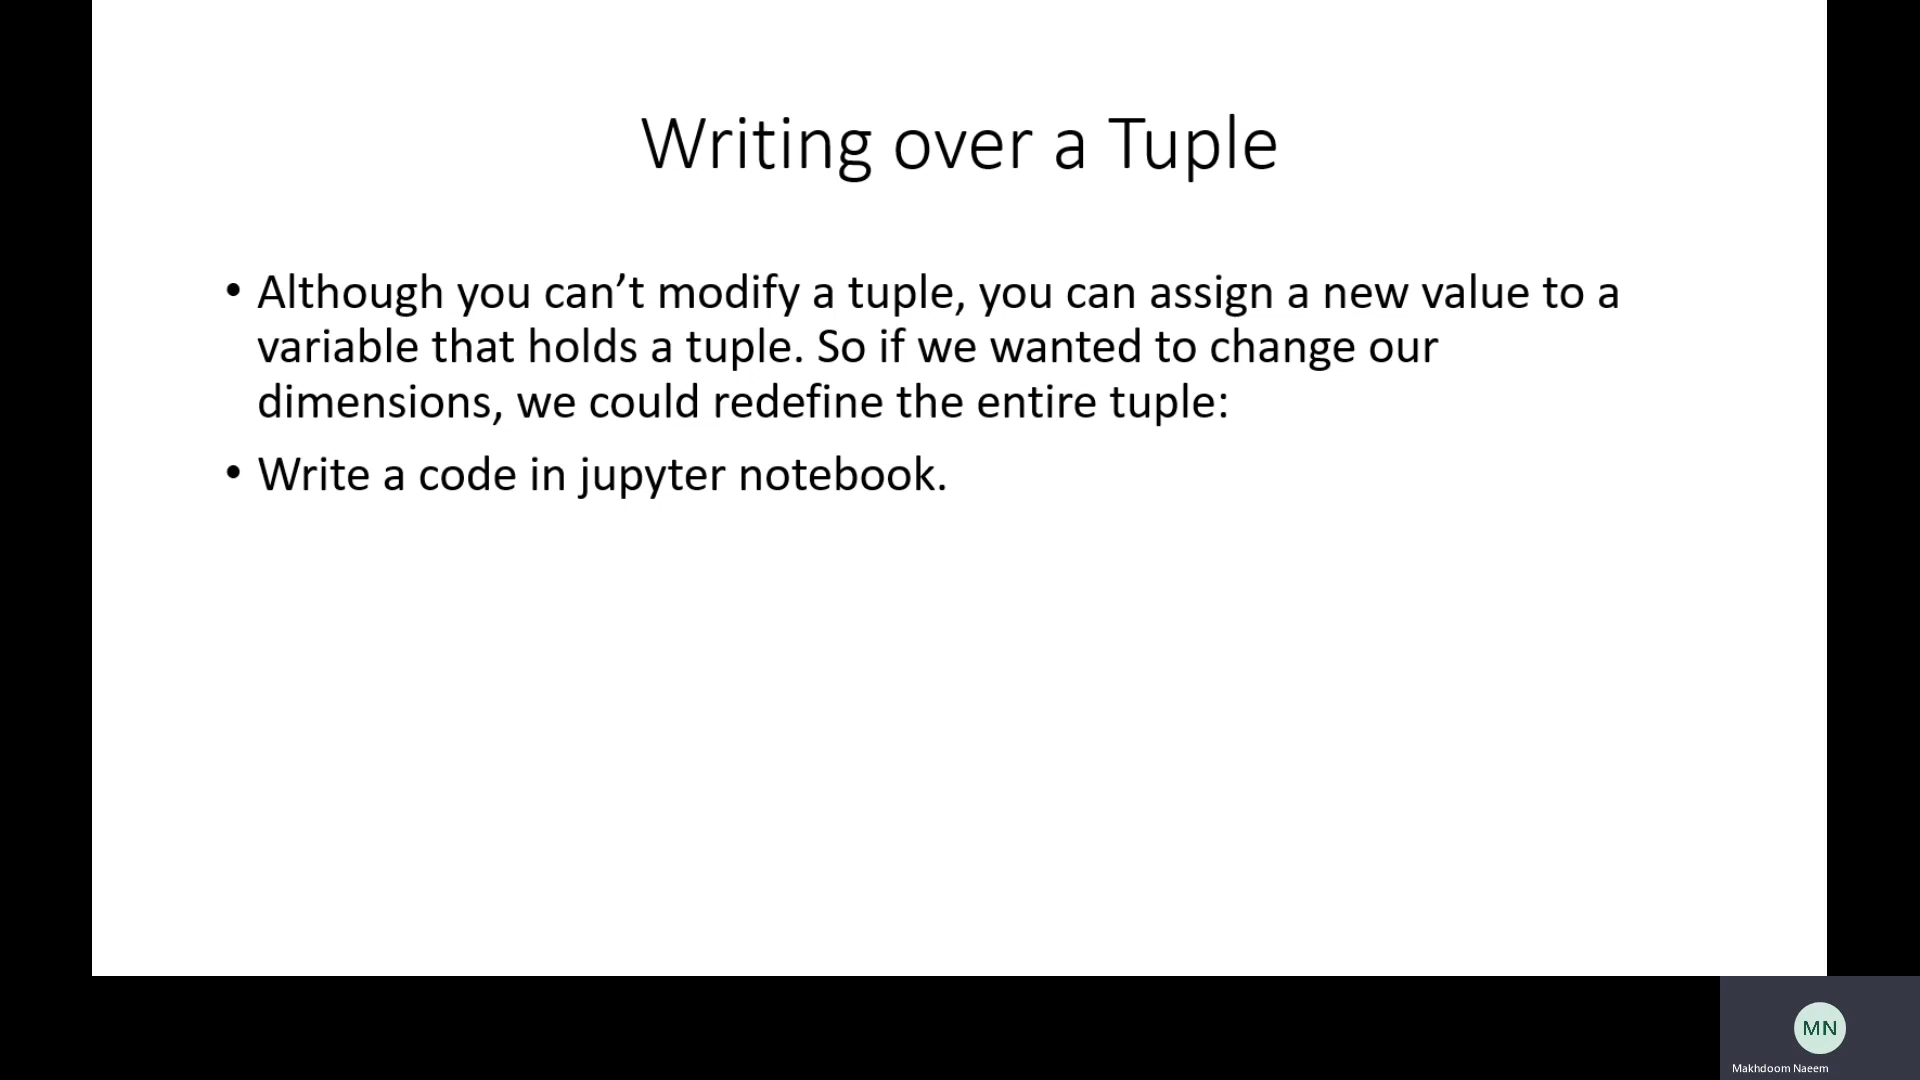 Writing over a Tuple
• Although you can’t modify a tuple, you can assign a new value to a
variable that holds a tuple. So if we wanted to change our
dimensions, we could redefine the entire tuple:
• Write a code in jupyter notebook.
MN
Makhdoom Naeem